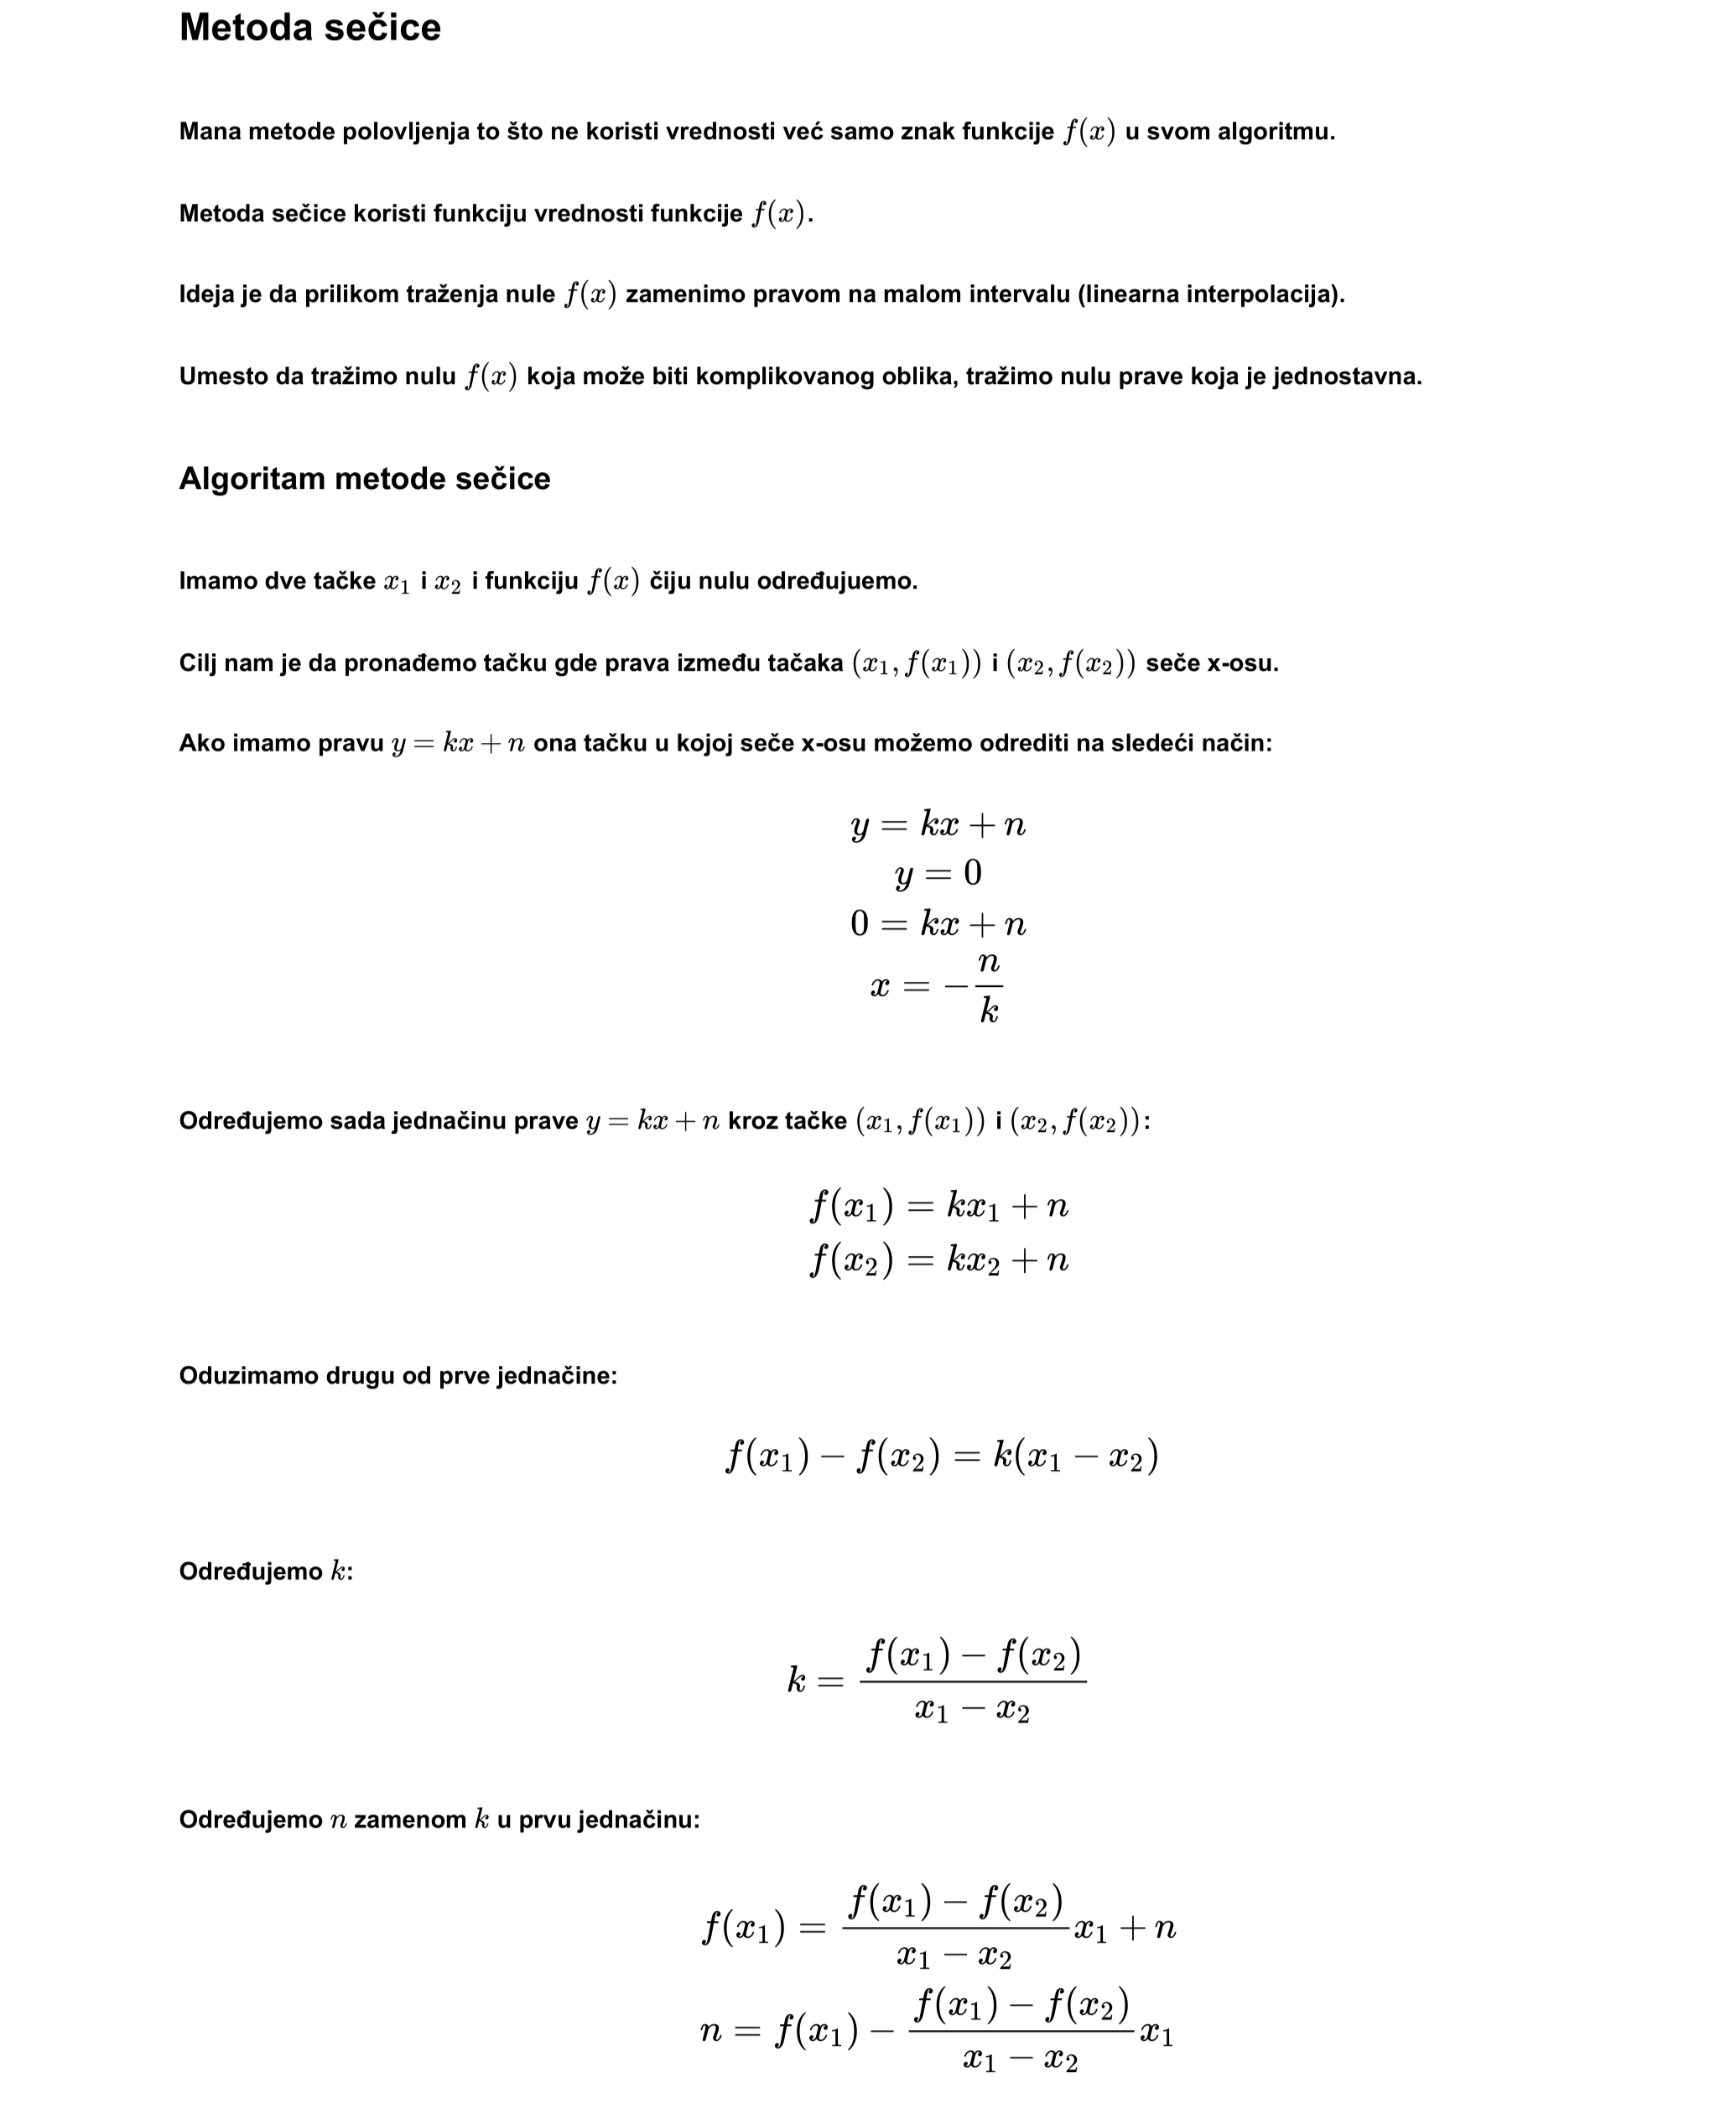 Metoda sečice
Mana metode polovljenja to što ne koristi vrednosti već samo znak funkcije f(x) u svom algoritmu.
Metoda sečice koristi funkciju vrednosti funkcije f(x).
Ideja je da prilikom traženja nule f(x) zamenimo pravom na malom intervalu (linearna interpolacija).
Umesto da tražimo nulu f(x) koja može biti komplikovanog oblika, tražimo nulu prave koja je jednostavna.
Algoritam metode sečice
Imamo dve tačke x₁ i x₂ i funkciju f(x) čiju nulu određujuemo.
Cilj nam je da pronađemo tačku gde prava između tačaka (x₁, f(x₁)) i (x₂, f(x₂)) seče x-osu.
Ako imamo pravu y = kx + n ona tačku u kojoj seče x-osu možemo odrediti na sledeći način:
y = kx + n
y = 0
0 = kx + n
x = -n/k
Određujemo sada jednačinu prave y = kx + n kroz tačke (x₁, f(x₁)) i (x₂, f(x₂)):
f(x₁) = kx₁ + n
f(x₂) = kx₂ + n
Oduzimamo drugu od prve jednačine:
f(x₁) − f(x₂) = k(x₁ − x₂)
Određujemo k:
k = (f(x₁) − f(x₂))/(x₁ − x₂)
Određujemo n zamenom k u prvu jednačinu:
f(x₁) = (f(x₁) − f(x₂))/(x₁ − x₂) x₁ + n
n = f(x₁) − (f(x₁) − f(x₂))/(x₁ − x₂) x₁